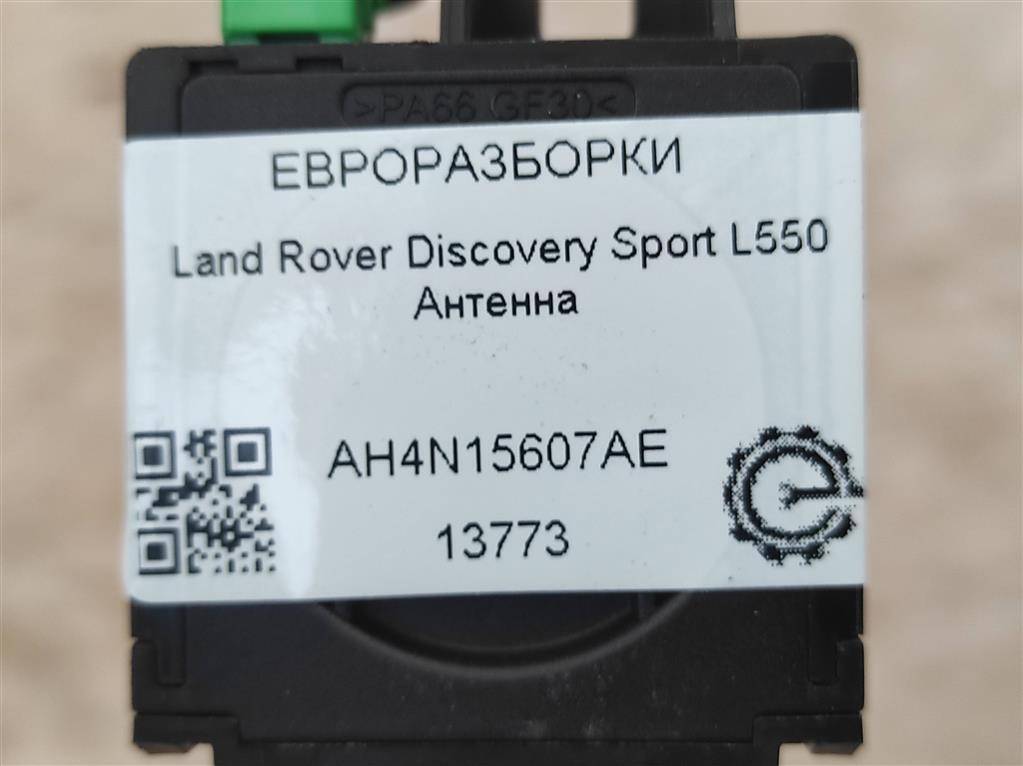 >PA66 GF30<
ЕВРОРАЗБОРКИ
Land Rover Discovery Sport L550
Антенна
AH4N15607AE
13773